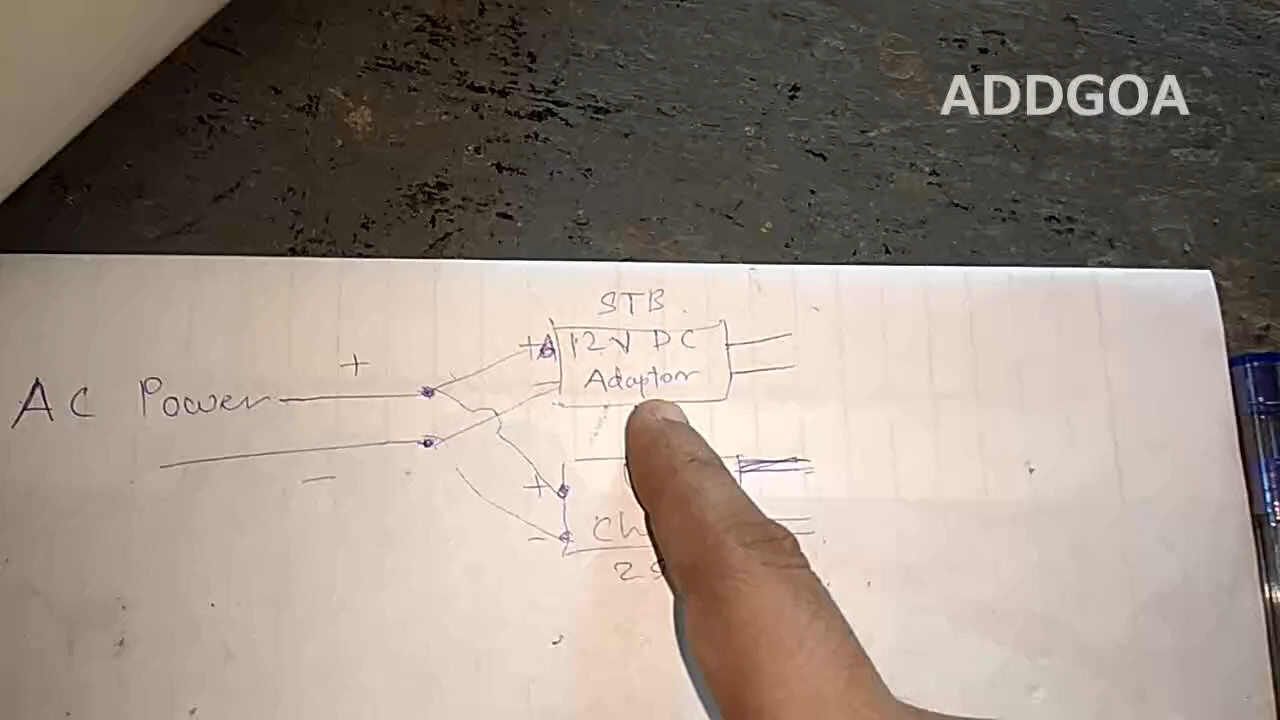 ADDGOA
STB
+ 12V DC
Adaptor
+
AC Power
-
+
-
-